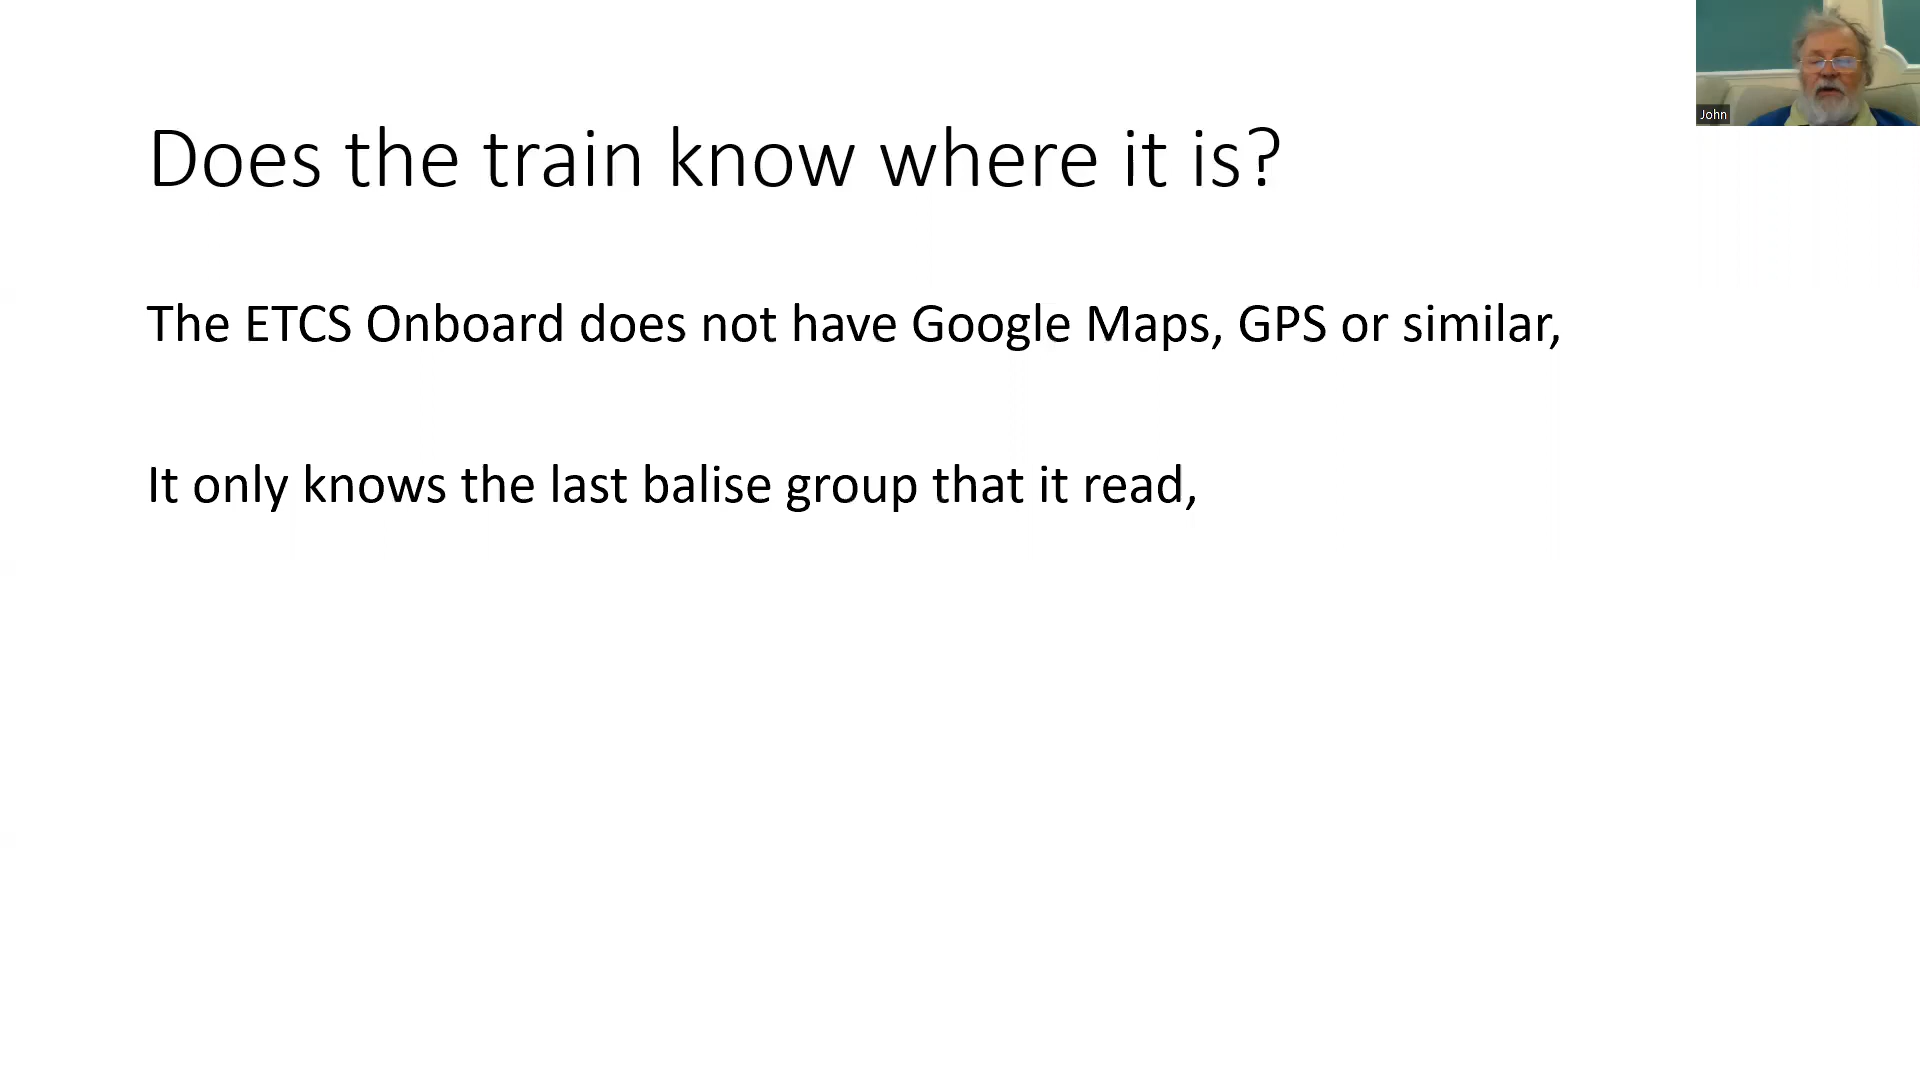 Does the train know where it is?
The ETCS Onboard does not have Google Maps, GPS or similar,
It only knows the last balise group that it read,
John